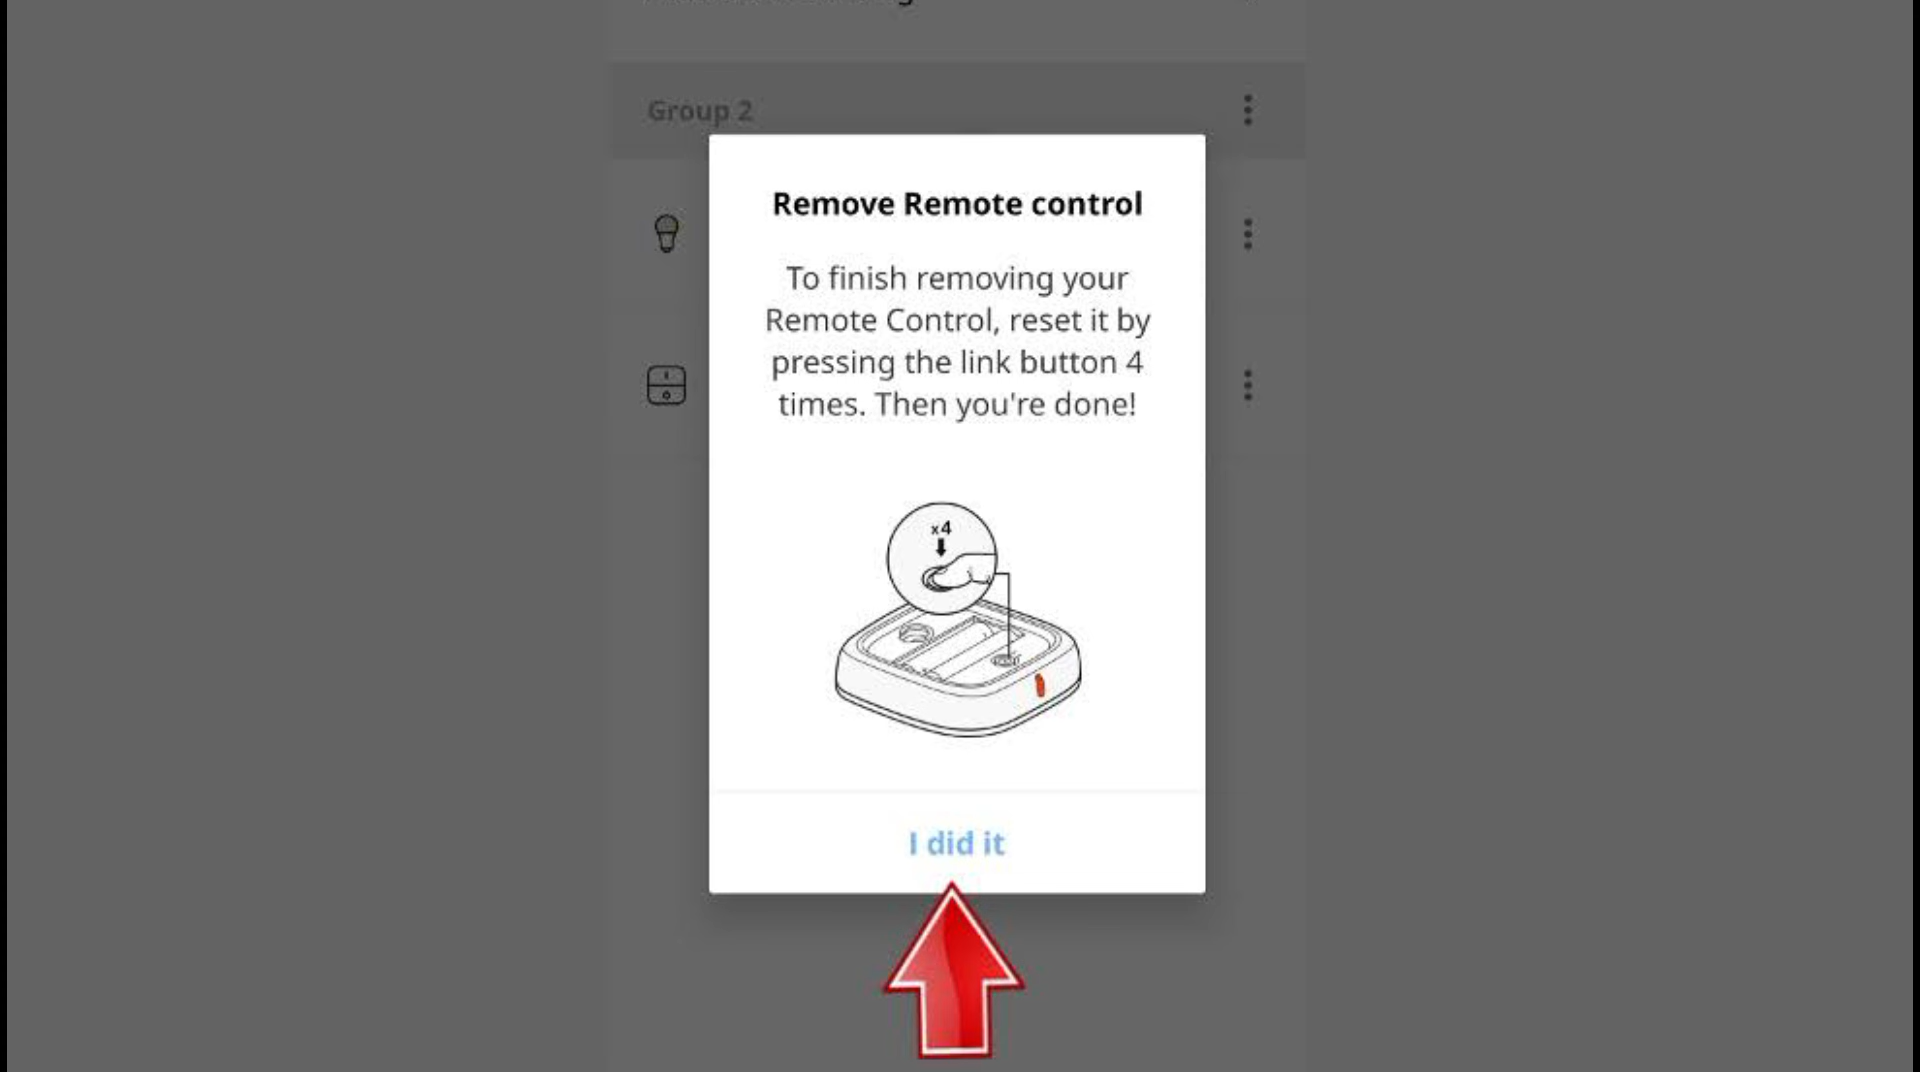 Group 2
Remove Remote control
To finish removing your
Remote Control, reset it by
pressing the link button 4
times. Then you're done!
x4
I did it